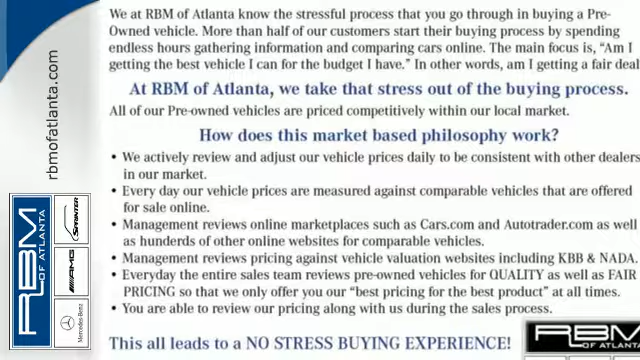 We at RBM of Atlanta know the stressful process that you go through in buying a Pre-
Owned vehicle. More than half of our customers start their buying process by spending
endless hours gathering information and comparing cars online. The main focus is, "Am I
getting the best vehicle I can for the budget I have." In other words, am I getting a fair deal
At RBM of Atlanta, we take that stress out of the buying process.
All of our Pre-owned vehicles are priced competitively within our local market.
How does this market based philosophy work?
• We actively review and adjust our vehicle prices daily to be consistent with other dealers
in our market.
• Every day our vehicle prices are measured against comparable vehicles that are offered
for sale online.
• Management reviews online marketplaces such as Cars.com and Autotrader.com as well
as hunderds of other online websites for comparable vehicles.
• Management reviews pricing against vehicle valuation websites including KBB & NADA.
• Everyday the entire sales team reviews pre-owned vehicles for QUALITY as well as FAIR
PRICING so that we only offer you our "best pricing for the best product" at all times.
• You are able to review our pricing along with us during the sales process.
This all leads to a NO STRESS BUYING EXPERIENCE!
RBM
OF ATLANTA
rbmofatlanta.com
RBM
OF ATLANTA
SPRINTER
AMG
Mercedes-Benz